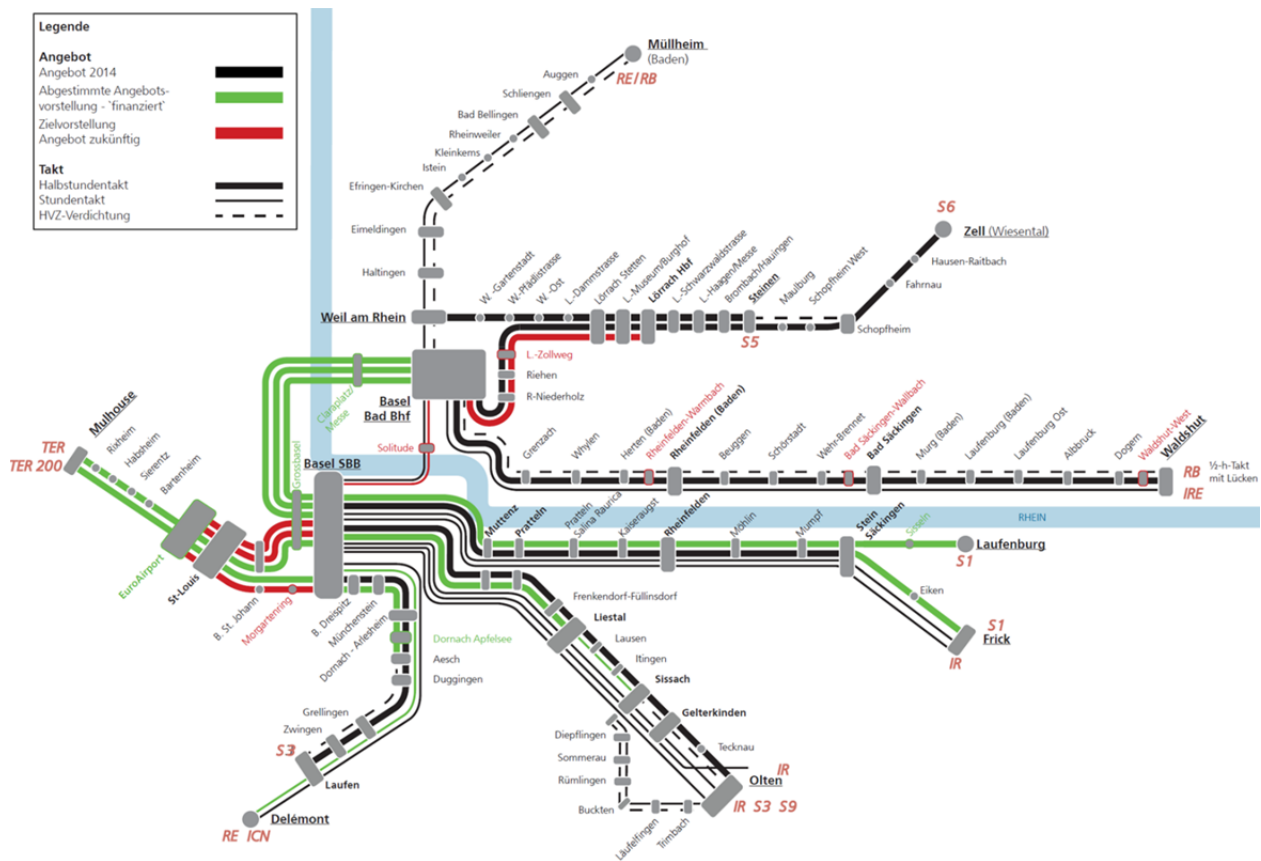 Legende
Angebot
Angebot 2014
Abgestimmte Angebots-
vorstellung - `finanziert`
Zielvorstellung
Angebot zukünftig
Takt
Halbstundentakt
Stundentakt
HVZ-Verdichtung
Müllheim
(Baden)
RE/RB
Auggen
Schliengen
Bad Bellingen
Rheinweiler
Kleinkems
Istein
Efringen-Kirchen
Eimeldingen
Haltingen
Weil am Rhein
W.-Gartenstadt
W.-Pfädlistrasse
W.-Ost
L.-Dammstrasse
Lörrach Stetten
L.-Museum/Burghof
Lörrach Hbf
L.-Schwarzwaldstrasse
L.-Haagen/Messe
Brombach/Hauingen
Steinen
Maulburg
Schopfheim West
S5
Schopfheim
Fahrnau
Hausen-Raitbach
Zell (Wiesental)
S6
L.-Zollweg
Riehen
R-Niederholz
Basel
Bad Bhf
Claraplatz/
Messe
Solitude
Grossbasel
Basel SBB
Grenzach
Whylen
Herten (Baden)
Rheinfelden-Warmbach
Rheinfelden (Baden)
Beuggen
Schörstadt
Wehr-Brennet
Bad Säckingen-Wallbach
Bad Säckingen
Murg (Baden)
Laufenburg (Baden)
Laufenburg Ost
Albbruck
Dogern
Waldshut-West
Waldshut
RB
½-h-Takt
mit Lücken
IRE
RHEIN
Mulhouse
TER
TER 200
Rixheim
Habsheim
Sierentz
Bartenheim
EuroAirport
St-Louis
B. St. Johann
Morgartenring
Muttenz
Pratteln
Pratteln
Salina Raurica
Kaiseraugst
Rheinfelden
Möhlin
Mumpf
Stein
Säckingen
Sisseln
Laufenburg
S1
Eiken
S1
Frick
IR
B. Dreispitz
Münchenstein
Dornach - Arlesheim
Dornach Apfelsee
Aesch
Duggingen
Grellingen
Zwingen
S3
Laufen
Delémont
RE ICN
Frenkendorf-Füllinsdorf
Liestal
Lausen
Itingen
Sissach
Gelterkinden
Tecknau
IR
Olten
IR S3 S9
Diepflingen
Sommerau
Rümlingen
Buckten
Läufelfingen
Trimbach